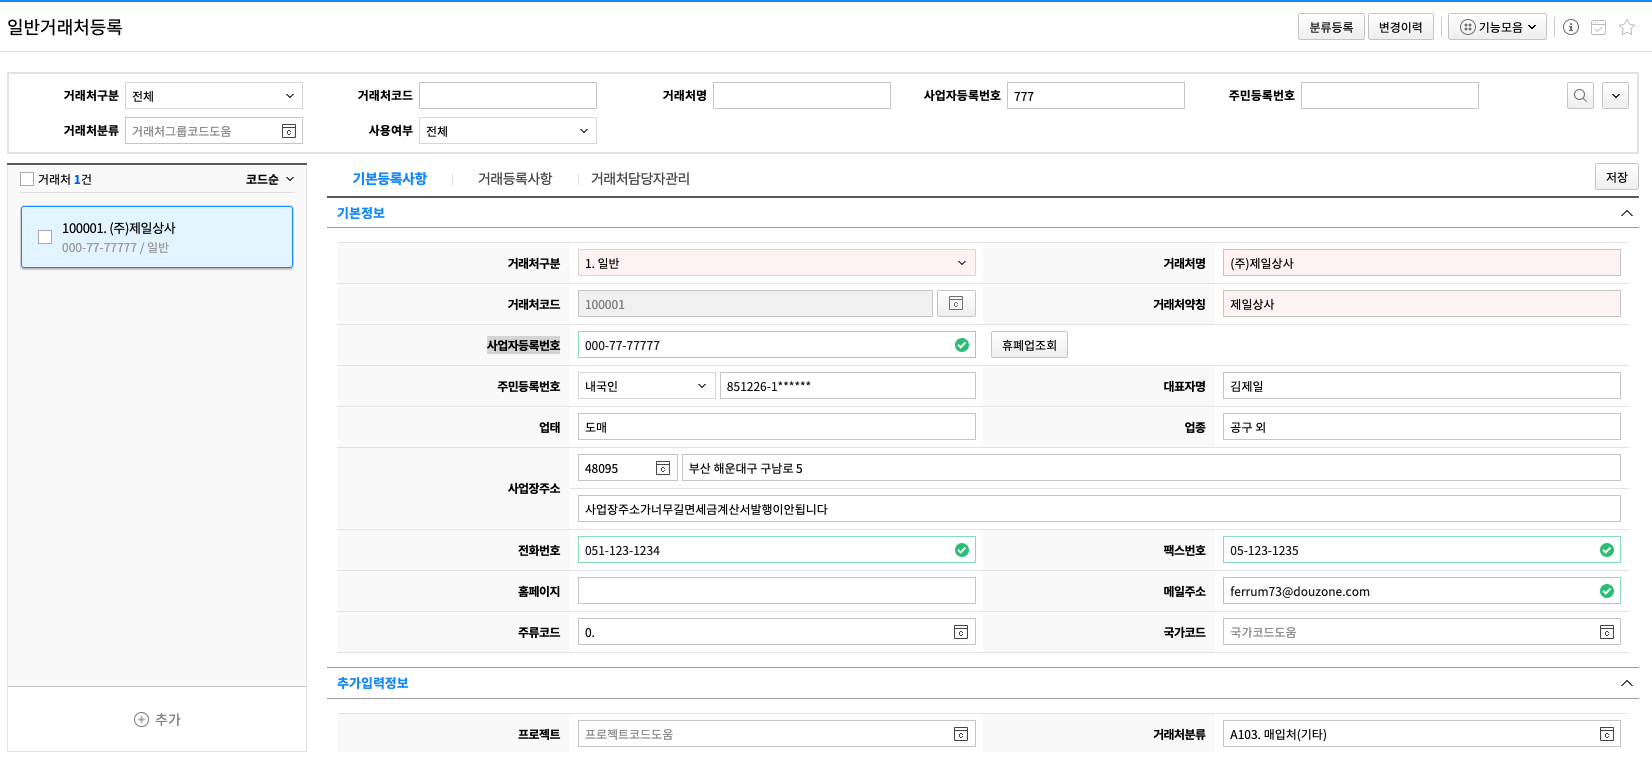 일반거래처등록
분류등록 변경이력 기능모음
거래처구분 전체 거래처코드 거래처명 사업자등록번호 777 주민등록번호
거래처분류 거래처그룹코드도움 사용여부 전체
거래처 1건 코드순
100001. (주)제일상사
000-77-77777 / 일반
추가
기본등록사항 거래등록사항 거래처담당자관리 저장
기본정보
거래처구분 1. 일반 거래처명 (주)제일상사
거래처코드 100001 거래처약칭 제일상사
사업자등록번호 000-77-77777 휴폐업조회
주민등록번호 내국인 851226-1****** 대표자명 김제일
업태 도매 업종 공구 외
사업장주소 48095 부산 해운대구 구남로 5
사업장주소가너무길면세금계산서발행이안됩니다
전화번호 051-123-1234 팩스번호 05-123-1235
홈페이지 메일주소 ferrum73@douzone.com
주류코드 0. 국가코드 국가코드도움
추가입력정보
프로젝트 프로젝트코드도움 거래처분류 A103. 매입처(기타)